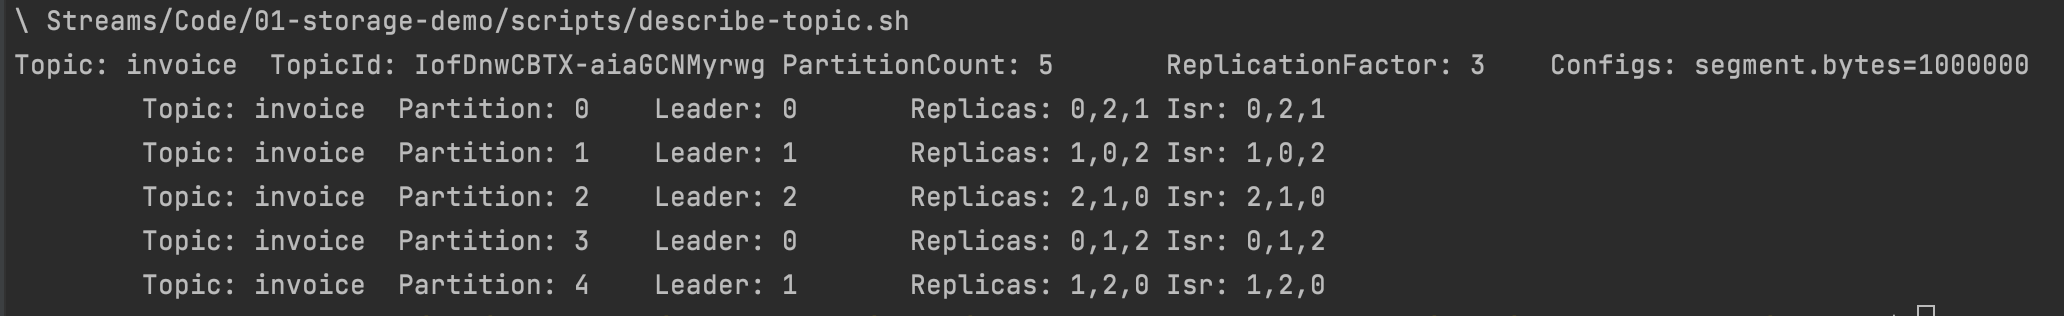 \ Streams/Code/01-storage-demo/scripts/describe-topic.sh
Topic: invoice  TopicId: IofDnwCBTX-aiaGCNMyrwg PartitionCount: 5       ReplicationFactor: 3    Configs: segment.bytes=1000000
        Topic: invoice  Partition: 0    Leader: 0       Replicas: 0,2,1 Isr: 0,2,1
        Topic: invoice  Partition: 1    Leader: 1       Replicas: 1,0,2 Isr: 1,0,2
        Topic: invoice  Partition: 2    Leader: 2       Replicas: 2,1,0 Isr: 2,1,0
        Topic: invoice  Partition: 3    Leader: 0       Replicas: 0,1,2 Isr: 0,1,2
        Topic: invoice  Partition: 4    Leader: 1       Replicas: 1,2,0 Isr: 1,2,0